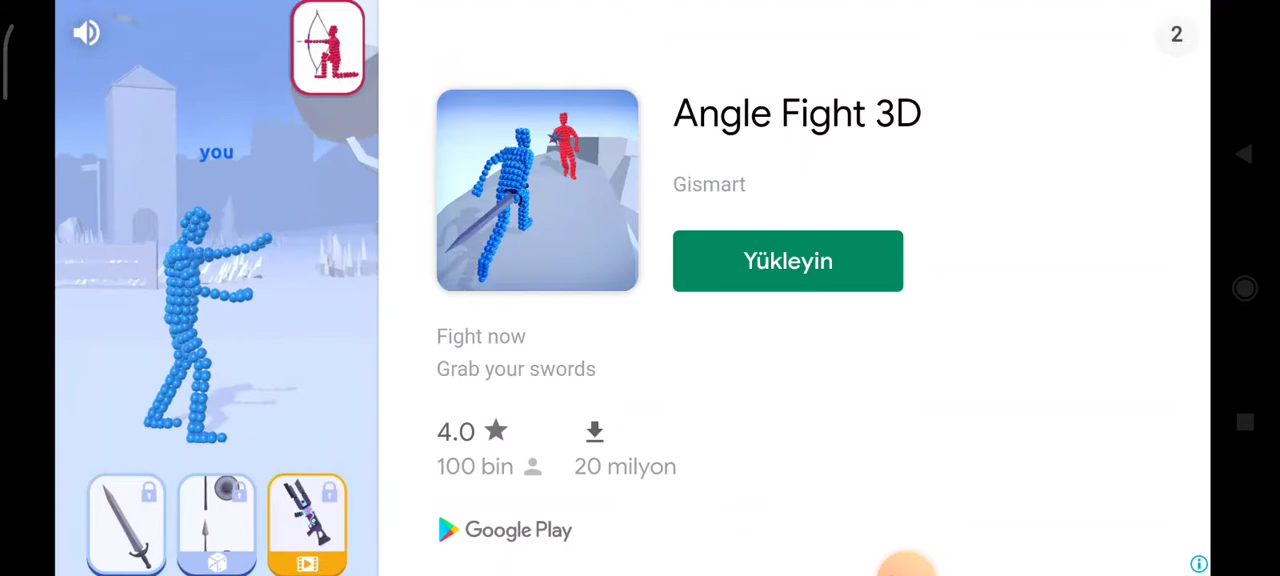 you
2
Angle Fight 3D
Gismart
Yükleyin
Fight now
Grab your swords
4.0
100 bin
20 milyon
Google Play